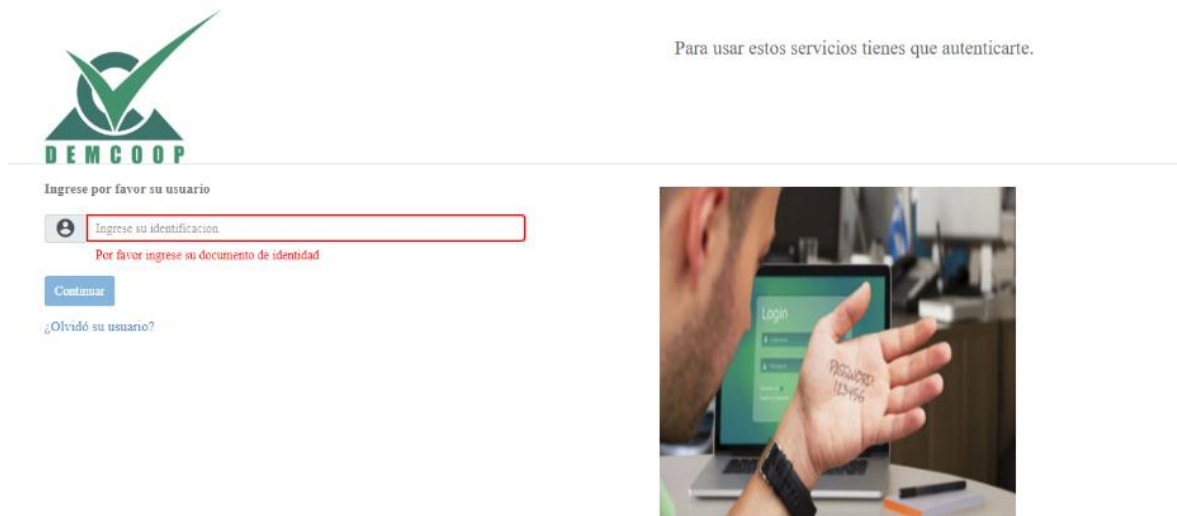 Para usar estos servicios tienes que autenticarte.
DEMCOOP
Ingrese por favor su usuario
Ingrese su identificacion
Por favor ingrese su documento de identidad
Continuar
¿Olvidó su usuario?
Login
PASSWORD:
123456